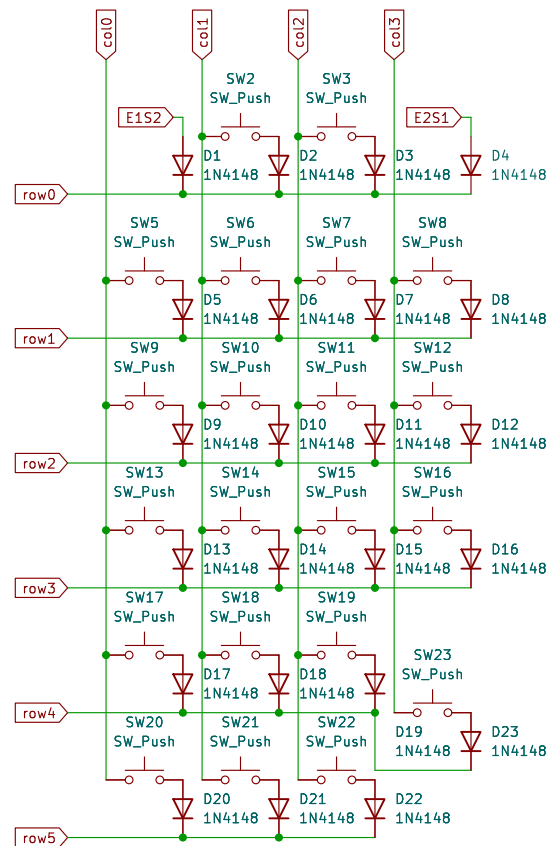 col0
col1
col2
col3
SW2
SW_Push
SW3
SW_Push
E1S2
E2S1
D1
1N4148
D2
1N4148
D3
1N4148
D4
1N4148
row0
SW5
SW_Push
SW6
SW_Push
SW7
SW_Push
SW8
SW_Push
D5
1N4148
D6
1N4148
D7
1N4148
D8
1N4148
row1
SW9
SW_Push
SW10
SW_Push
SW11
SW_Push
SW12
SW_Push
D9
1N4148
D10
1N4148
D11
1N4148
D12
1N4148
row2
SW13
SW_Push
SW14
SW_Push
SW15
SW_Push
SW16
SW_Push
D13
1N4148
D14
1N4148
D15
1N4148
D16
1N4148
row3
SW17
SW_Push
SW18
SW_Push
SW19
SW_Push
SW23
SW_Push
D17
1N4148
D18
1N4148
D19
1N4148
D23
1N4148
row4
SW20
SW_Push
SW21
SW_Push
SW22
SW_Push
D20
1N4148
D21
1N4148
D22
1N4148
row5